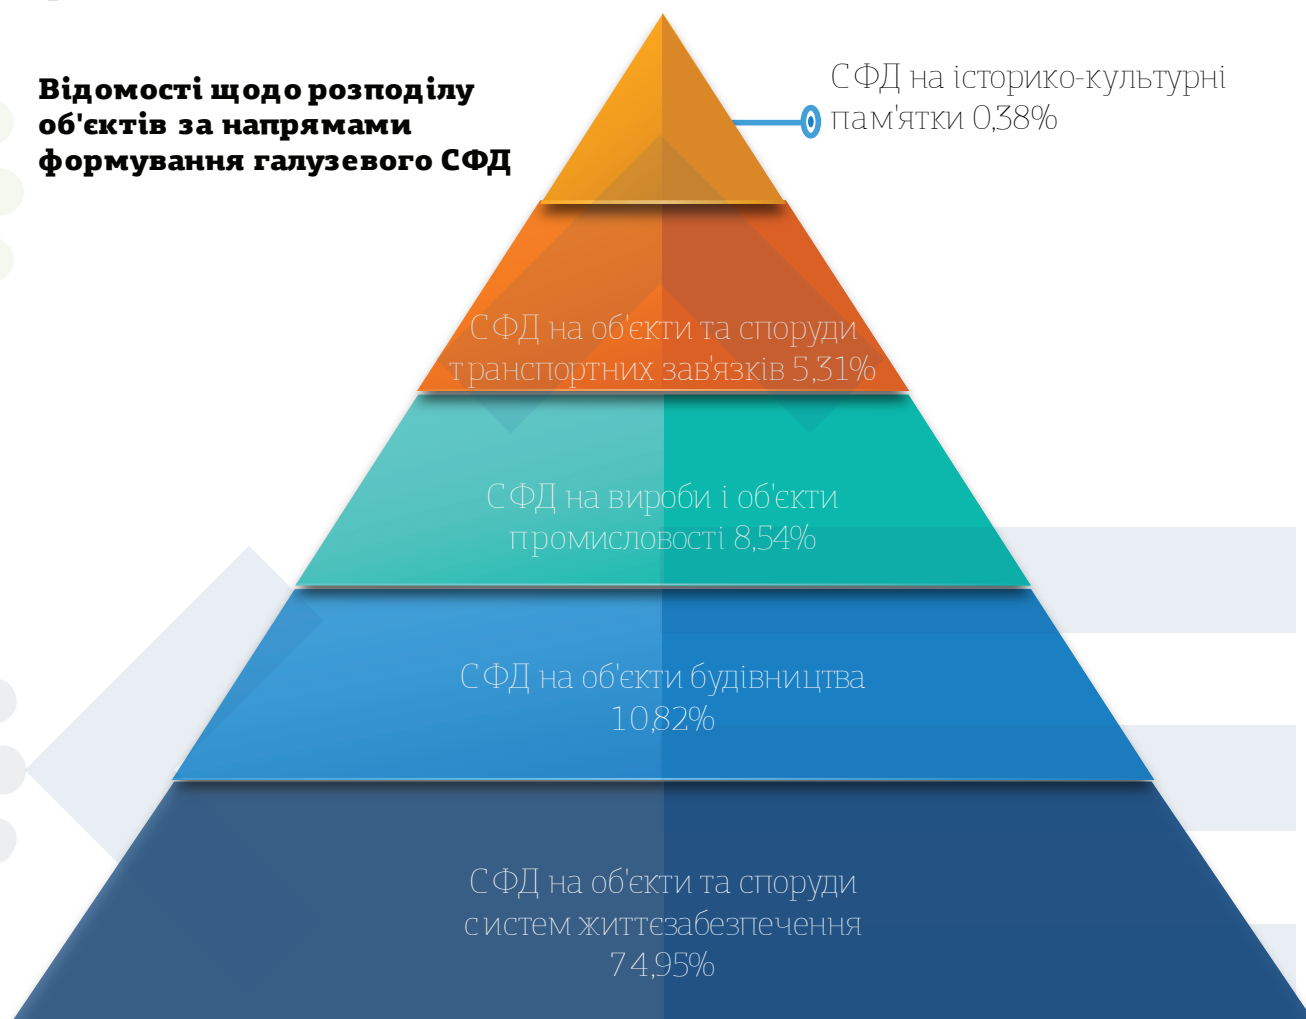 Відомості щодо розподілу
об'єктів за напрямами
формування галузевого СФД
СФД на історико-культурні
пам'ятки 0,38%
СФД на об'єкти та споруди
транспортних зав'язків 5,31%
СФД на вироби і об'єкти
промисловості 8,54%
СФД на об'єкти будівництва
10,82%
СФД на об'єкти та споруди
систем життєзабезпечення
74,95%